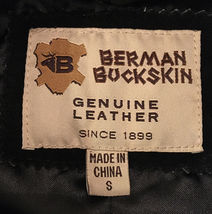 B
BERMAN
BUCKSKIN
GENUINE
LEATHER
SINCE 1899
MADE IN
CHINA
S